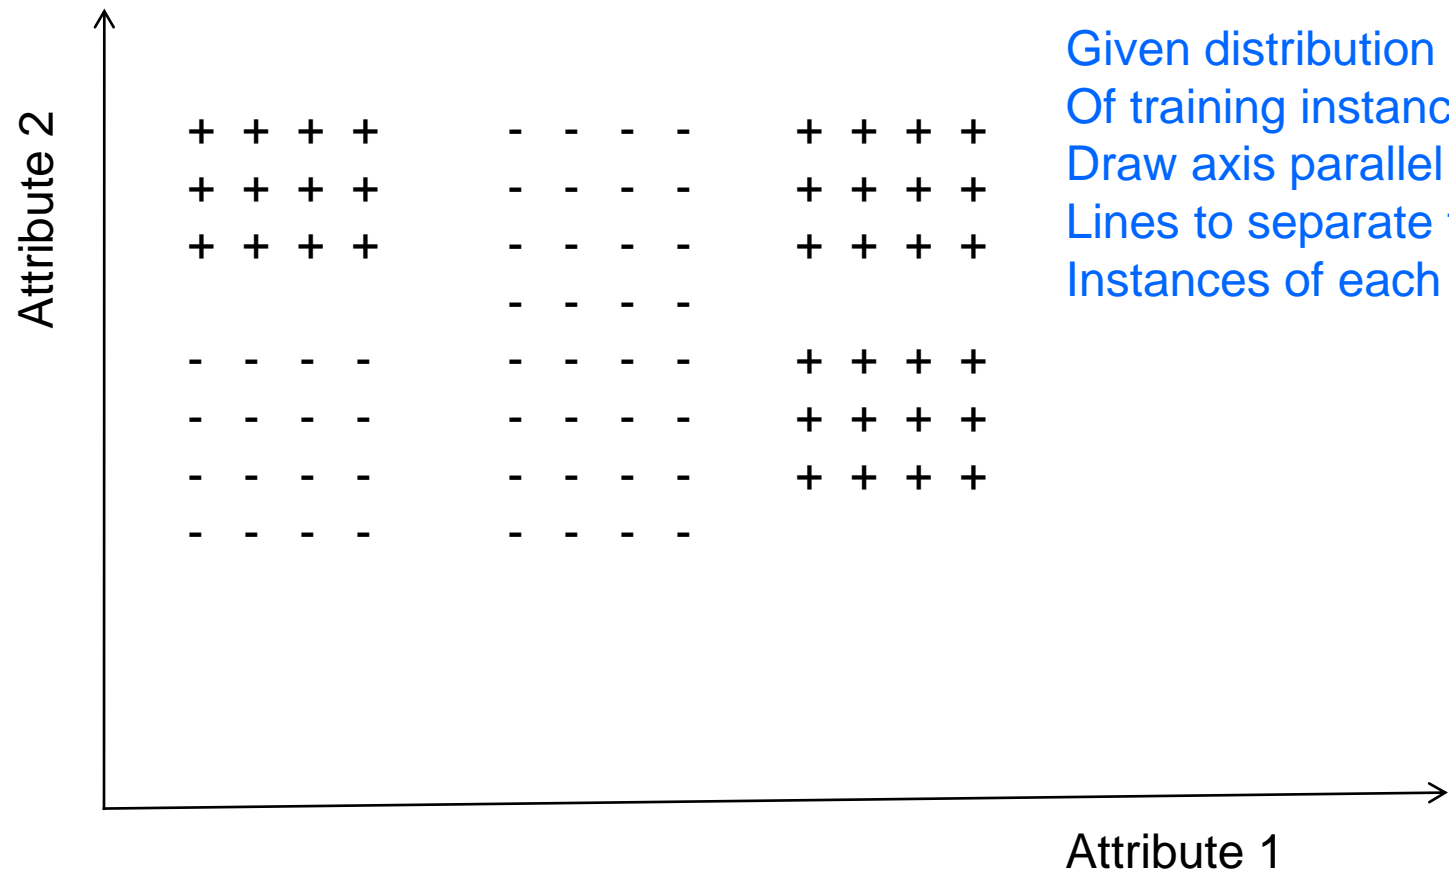 Given distribution
Of training instanc
Draw axis parallel
Lines to separate
Instances of each
Attribute 2
+ + + + - - - - + + + +
+ + + + - - - - + + + +
+ + + + - - - - + + + +
- - - -
- - - - - - - - + + + +
- - - - - - - - + + + +
- - - - - - - - + + + +
- - - - - - - -
Attribute 1